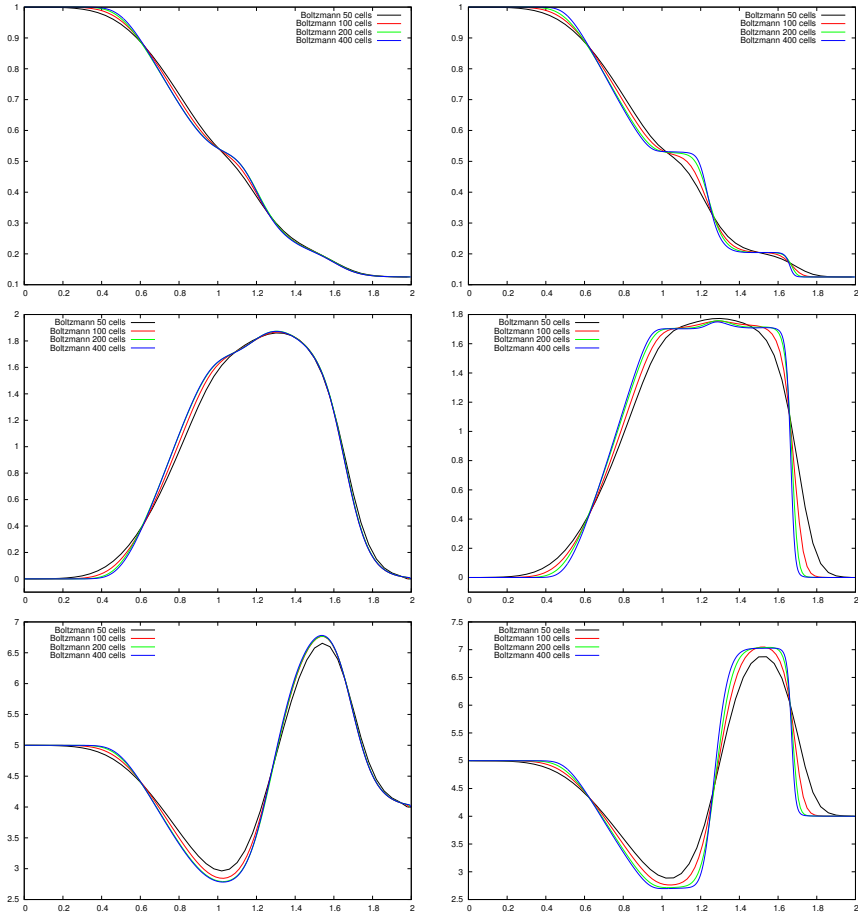 1
0.9
0.8
0.7
0.6
0.5
0.4
0.3
0.2
0.1
0 0.2 0.4 0.6 0.8 1 1.2 1.4 1.6 1.8 2
Boltzmann 50 cells
Boltzmann 100 cells
Boltzmann 200 cells
Boltzmann 400 cells
1
0.9
0.8
0.7
0.6
0.5
0.4
0.3
0.2
0.1
0 0.2 0.4 0.6 0.8 1 1.2 1.4 1.6 1.8 2
Boltzmann 50 cells
Boltzmann 100 cells
Boltzmann 200 cells
Boltzmann 400 cells
2
1.8
1.6
1.4
1.2
1
0.8
0.6
0.4
0.2
0
0 0.2 0.4 0.6 0.8 1 1.2 1.4 1.6 1.8 2
Boltzmann 50 cells
Boltzmann 100 cells
Boltzmann 200 cells
Boltzmann 400 cells
1.8
1.6
1.4
1.2
1
0.8
0.6
0.4
0.2
0
0 0.2 0.4 0.6 0.8 1 1.2 1.4 1.6 1.8 2
Boltzmann 50 cells
Boltzmann 100 cells
Boltzmann 200 cells
Boltzmann 400 cells
7
6.5
6
5.5
5
4.5
4
3.5
3
2.5
0 0.2 0.4 0.6 0.8 1 1.2 1.4 1.6 1.8 2
Boltzmann 50 cells
Boltzmann 100 cells
Boltzmann 200 cells
Boltzmann 400 cells
7.5
7
6.5
6
5.5
5
4.5
4
3.5
3
2.5
0 0.2 0.4 0.6 0.8 1 1.2 1.4 1.6 1.8 2
Boltzmann 50 cells
Boltzmann 100 cells
Boltzmann 200 cells
Boltzmann 400 cells